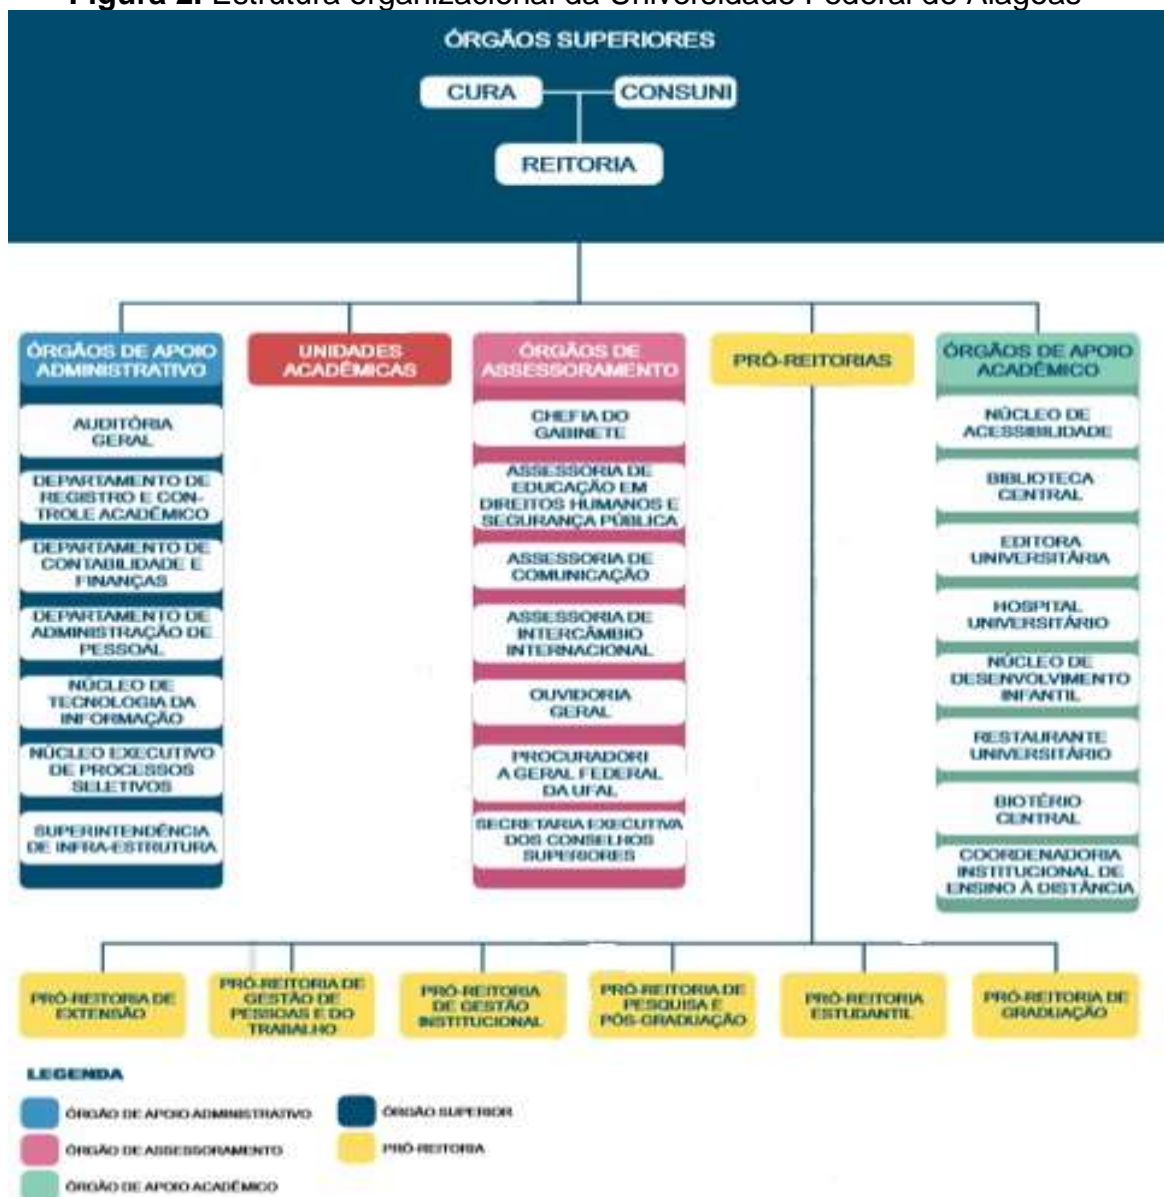 Figura 2. Estrutura organizacional da Universidade Federal de Alagoas
ÓRGÃOS SUPERIORES
CURA
CONSUNI
REITORIA
ÓRGÃOS DE APOIO
ADMINISTRATIVO
AUDITÓRIA
GERAL
DEPARTAMENTO DE
REGISTRO E CON-
TROLE ACADÊMICO
DEPARTAMENTO DE
CONTABILIDADE E
FINANÇAS
DEPARTAMENTO DE
ADMINISTRAÇÃO DE
PESSOAL
NÚCLEO DE
TECNOLOGIA DA
INFORMAÇÃO
NÚCLEO EXECUTIVO
DE PROCESSOS
SELETIVOS
SUPERINTENDÊNCIA
DE INFRA-ESTRUTURA
UNIDADES
ACADÊMICAS
ÓRGÃOS DE
ASSESSORAMENTO
CHEFIA DO
GABINETE
ASSESSORIA DE
EDUCAÇÃO EM
DIREITOS HUMANOS E
SEGURANÇA PÚBLICA
ASSESSORIA DE
COMUNICAÇÃO
ASSESSORIA DE
INTERCÂMBIO
INTERNACIONAL
OUVIDORIA
GERAL
PROCURADORI
A GERAL FEDERAL
DA UFAL
SECRETARIA EXECUTIVA
DOS CONSELHOS
SUPERIORES
PRÓ-REITORIAS
ÓRGÃOS DE APOIO
ACADÊMICO
NÚCLEO DE
ACESSIBILIDADE
BIBLIOTECA
CENTRAL
EDITORA
UNIVERSITÁRIA
HOSPITAL
UNIVERSITÁRIO
NÚCLEO DE
DESENVOLVIMENTO
INFANTIL
RESTAURANTE
UNIVERSITÁRIO
BIOTÉRIO
CENTRAL
COORDENADORIA
INSTITUCIONAL DE
ENSINO À DISTÂNCIA
PRÓ-REITORIA DE
EXTENSÃO
PRÓ-REITORIA DE
GESTÃO DE
PESSOAS E DO
TRABALHO
PRÓ-REITORIA
DE GESTÃO
INSTITUCIONAL
PRÓ-REITORIA DE
PESQUISA E
PÓS-GRADUAÇÃO
PRÓ-REITORIA
ESTUDANTIL
PRÓ-REITORIA DE
GRADUAÇÃO
LEGENDA
ÓRGÃO DE APOIO ADMINISTRATIVO
ÓRGÃO SUPERIOR
ÓRGÃO DE ASSESSORAMENTO
PRÓ-REITORIA
ÓRGÃO DE APOIO ACADÊMICO